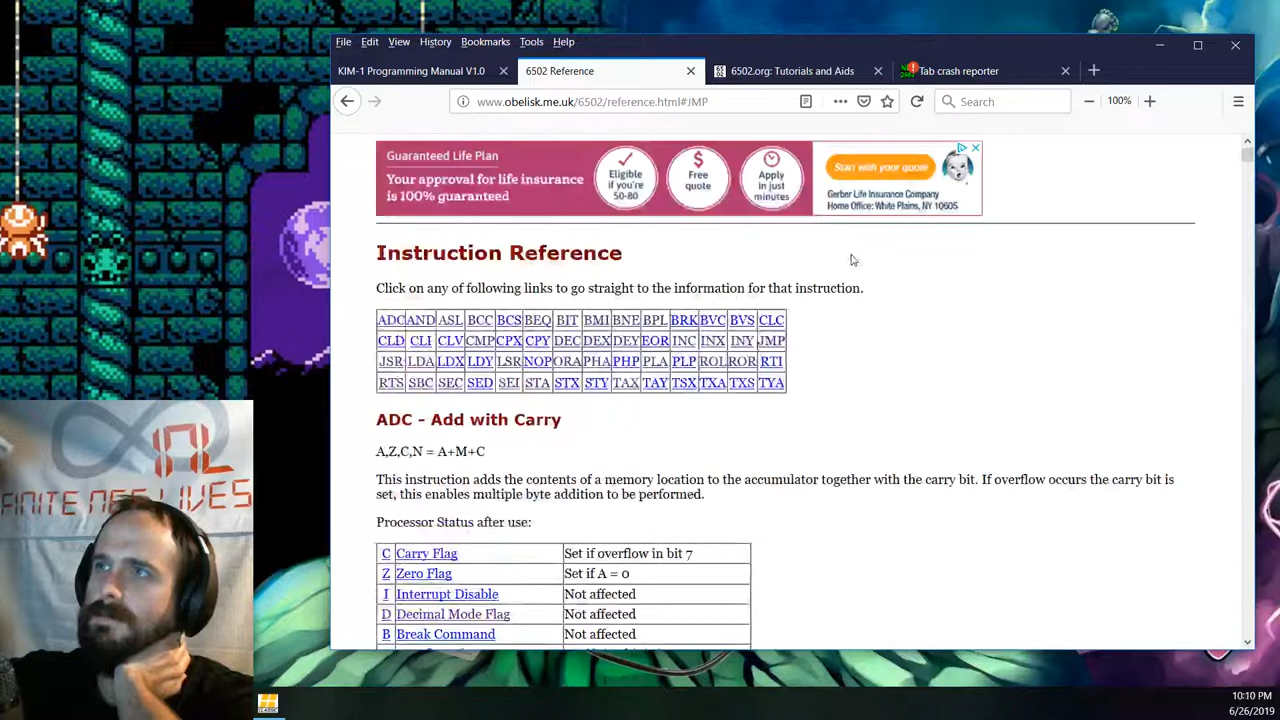 File Edit View History Bookmarks Tools Help
KIM-1 Programming Manual V1.0
6502 Reference
6502.org: Tutorials and Aids
Tab crash reporter
www.obelisk.me.uk/6502/reference.html#JMP
Search
100%
Guaranteed Life Plan
Your approval for life insurance
is 100% guaranteed
Eligible
if you're
50-80
Free
quote
Apply
in just
minutes
Start with your quote
Gerber Life Insurance Company
Home Office: White Plains, NY 10605
Instruction Reference
Click on any of following links to go straight to the information for that instruction.
ADC AND ASL BCC BCS BEQ BIT BMI BNE BPL BRK BVC BVS CLC
CLD CLI CLV CMP CPX CPY DEC DEX DEY EOR INC INX INY JMP
JSR LDA LDX LDY LSR NOP ORA PHA PHP PLA PLP ROL ROR RTI
RTS SBC SEC SED SEI STA STX STY TAX TAY TSX TXA TXS TYA
ADC - Add with Carry
A,Z,C,N = A+M+C
This instruction adds the contents of a memory location to the accumulator together with the carry bit. If overflow occurs the carry bit is
set, this enables multiple byte addition to be performed.
Processor Status after use:
C Carry Flag Set if overflow in bit 7
Z Zero Flag Set if A = 0
I Interrupt Disable Not affected
D Decimal Mode Flag Not affected
B Break Command Not affected
10:10 PM
6/26/2019